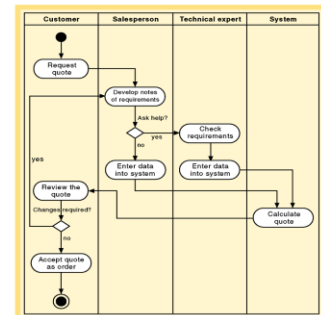 Customer
Salesperson
Technical expert
System
Request
quote
Develop notes
of requirements
Ask help?
yes
no
Check
requirements
Enter data
into system
Enter data
into system
yes
Review the
quote
Changes required?
no
Calculate
quote
Accept quote
as order